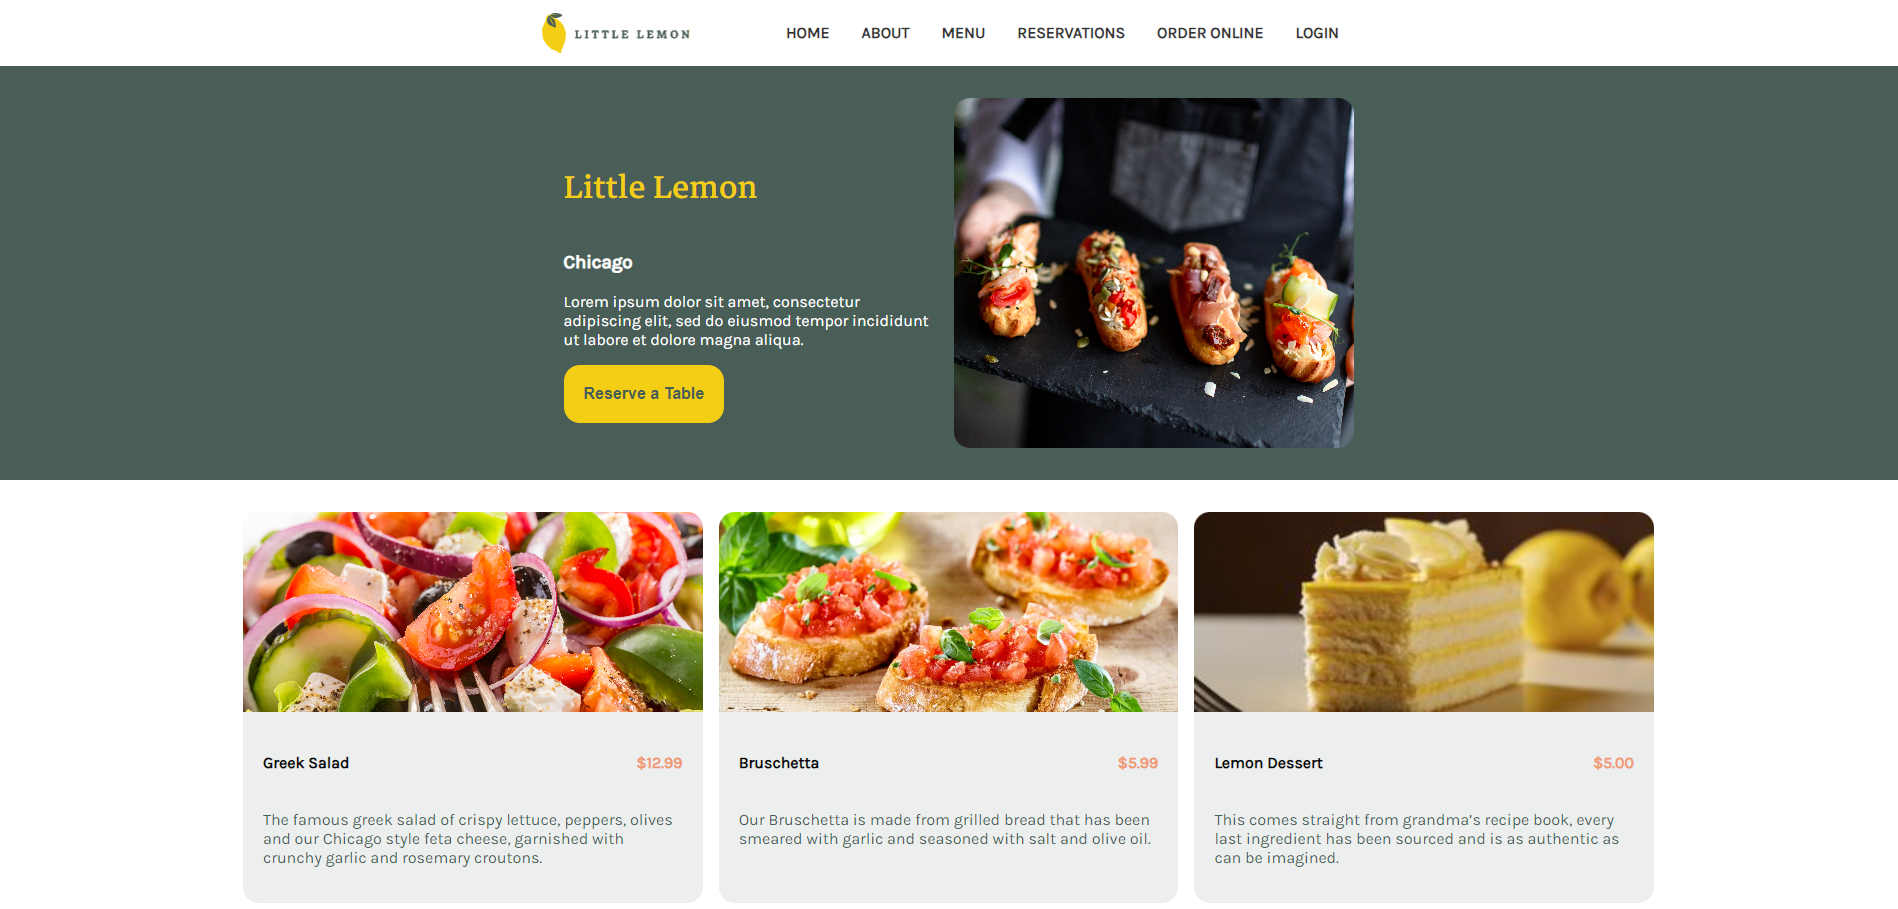 LITTLE LEMON
HOME ABOUT MENU RESERVATIONS ORDER ONLINE LOGIN
Little Lemon
Chicago
Lorem ipsum dolor sit amet, consectetur
adipiscing elit, sed do eiusmod tempor incididunt
ut labore et dolore magna aliqua.
Reserve a Table
Greek Salad $12.99
The famous greek salad of crispy lettuce, peppers, olives
and our Chicago style feta cheese, garnished with
crunchy garlic and rosemary croutons.
Bruschetta $5.99
Our Bruschetta is made from grilled bread that has been
smeared with garlic and seasoned with salt and olive oil.
Lemon Dessert $5.00
This comes straight from grandma’s recipe book, every
last ingredient has been sourced and is as authentic as
can be imagined.